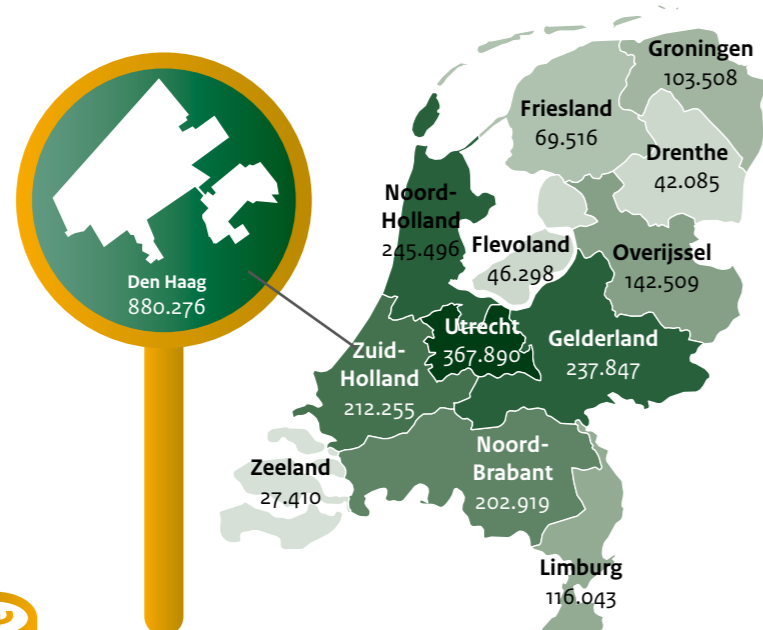 Groningen
103.508
Friesland
69.516
Drenthe
42.085
Noord-
Holland
245.496
Flevoland
46.298
Overijssel
142.509
Den Haag
880.276
Utrecht
367.890
Gelderland
237.847
Zuid-
Holland
212.255
Noord-
Brabant
202.919
Zeeland
27.410
Limburg
116.043